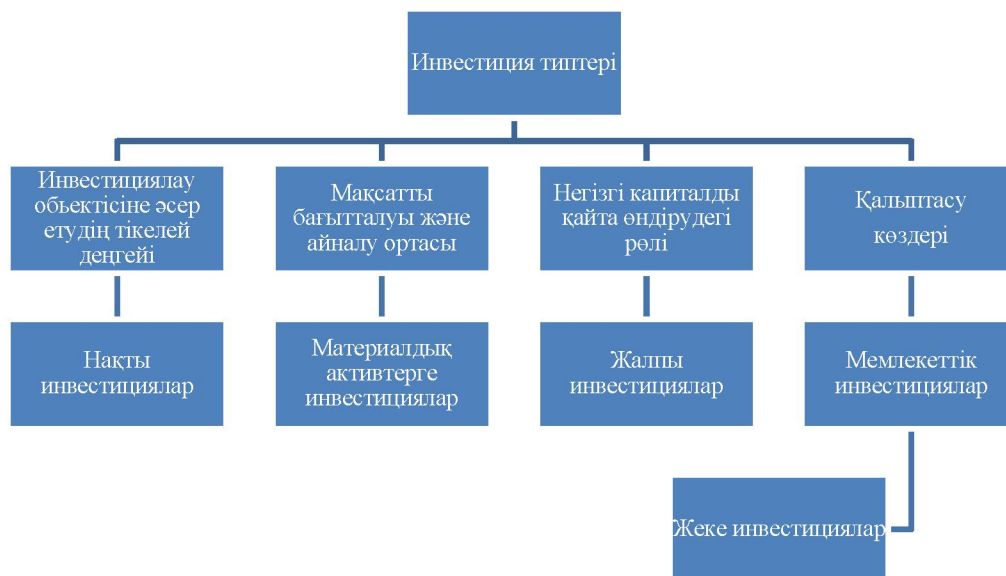 Инвестиция типтері
Инвестициялау
обьектісіне әсер
етудің тікелей
деңгейі
Мақсатты
бағытталуы және
айналу ортасы
Негізгі капиталды
қайта өндірудегі
рөлі
Қалыптасу
көздері
Нақты
инвестициялар
Материалдық
активтерге
инвестициялар
Жалпы
инвестициялар
Мемлекеттік
инвестициялар
Жеке инвестициялар